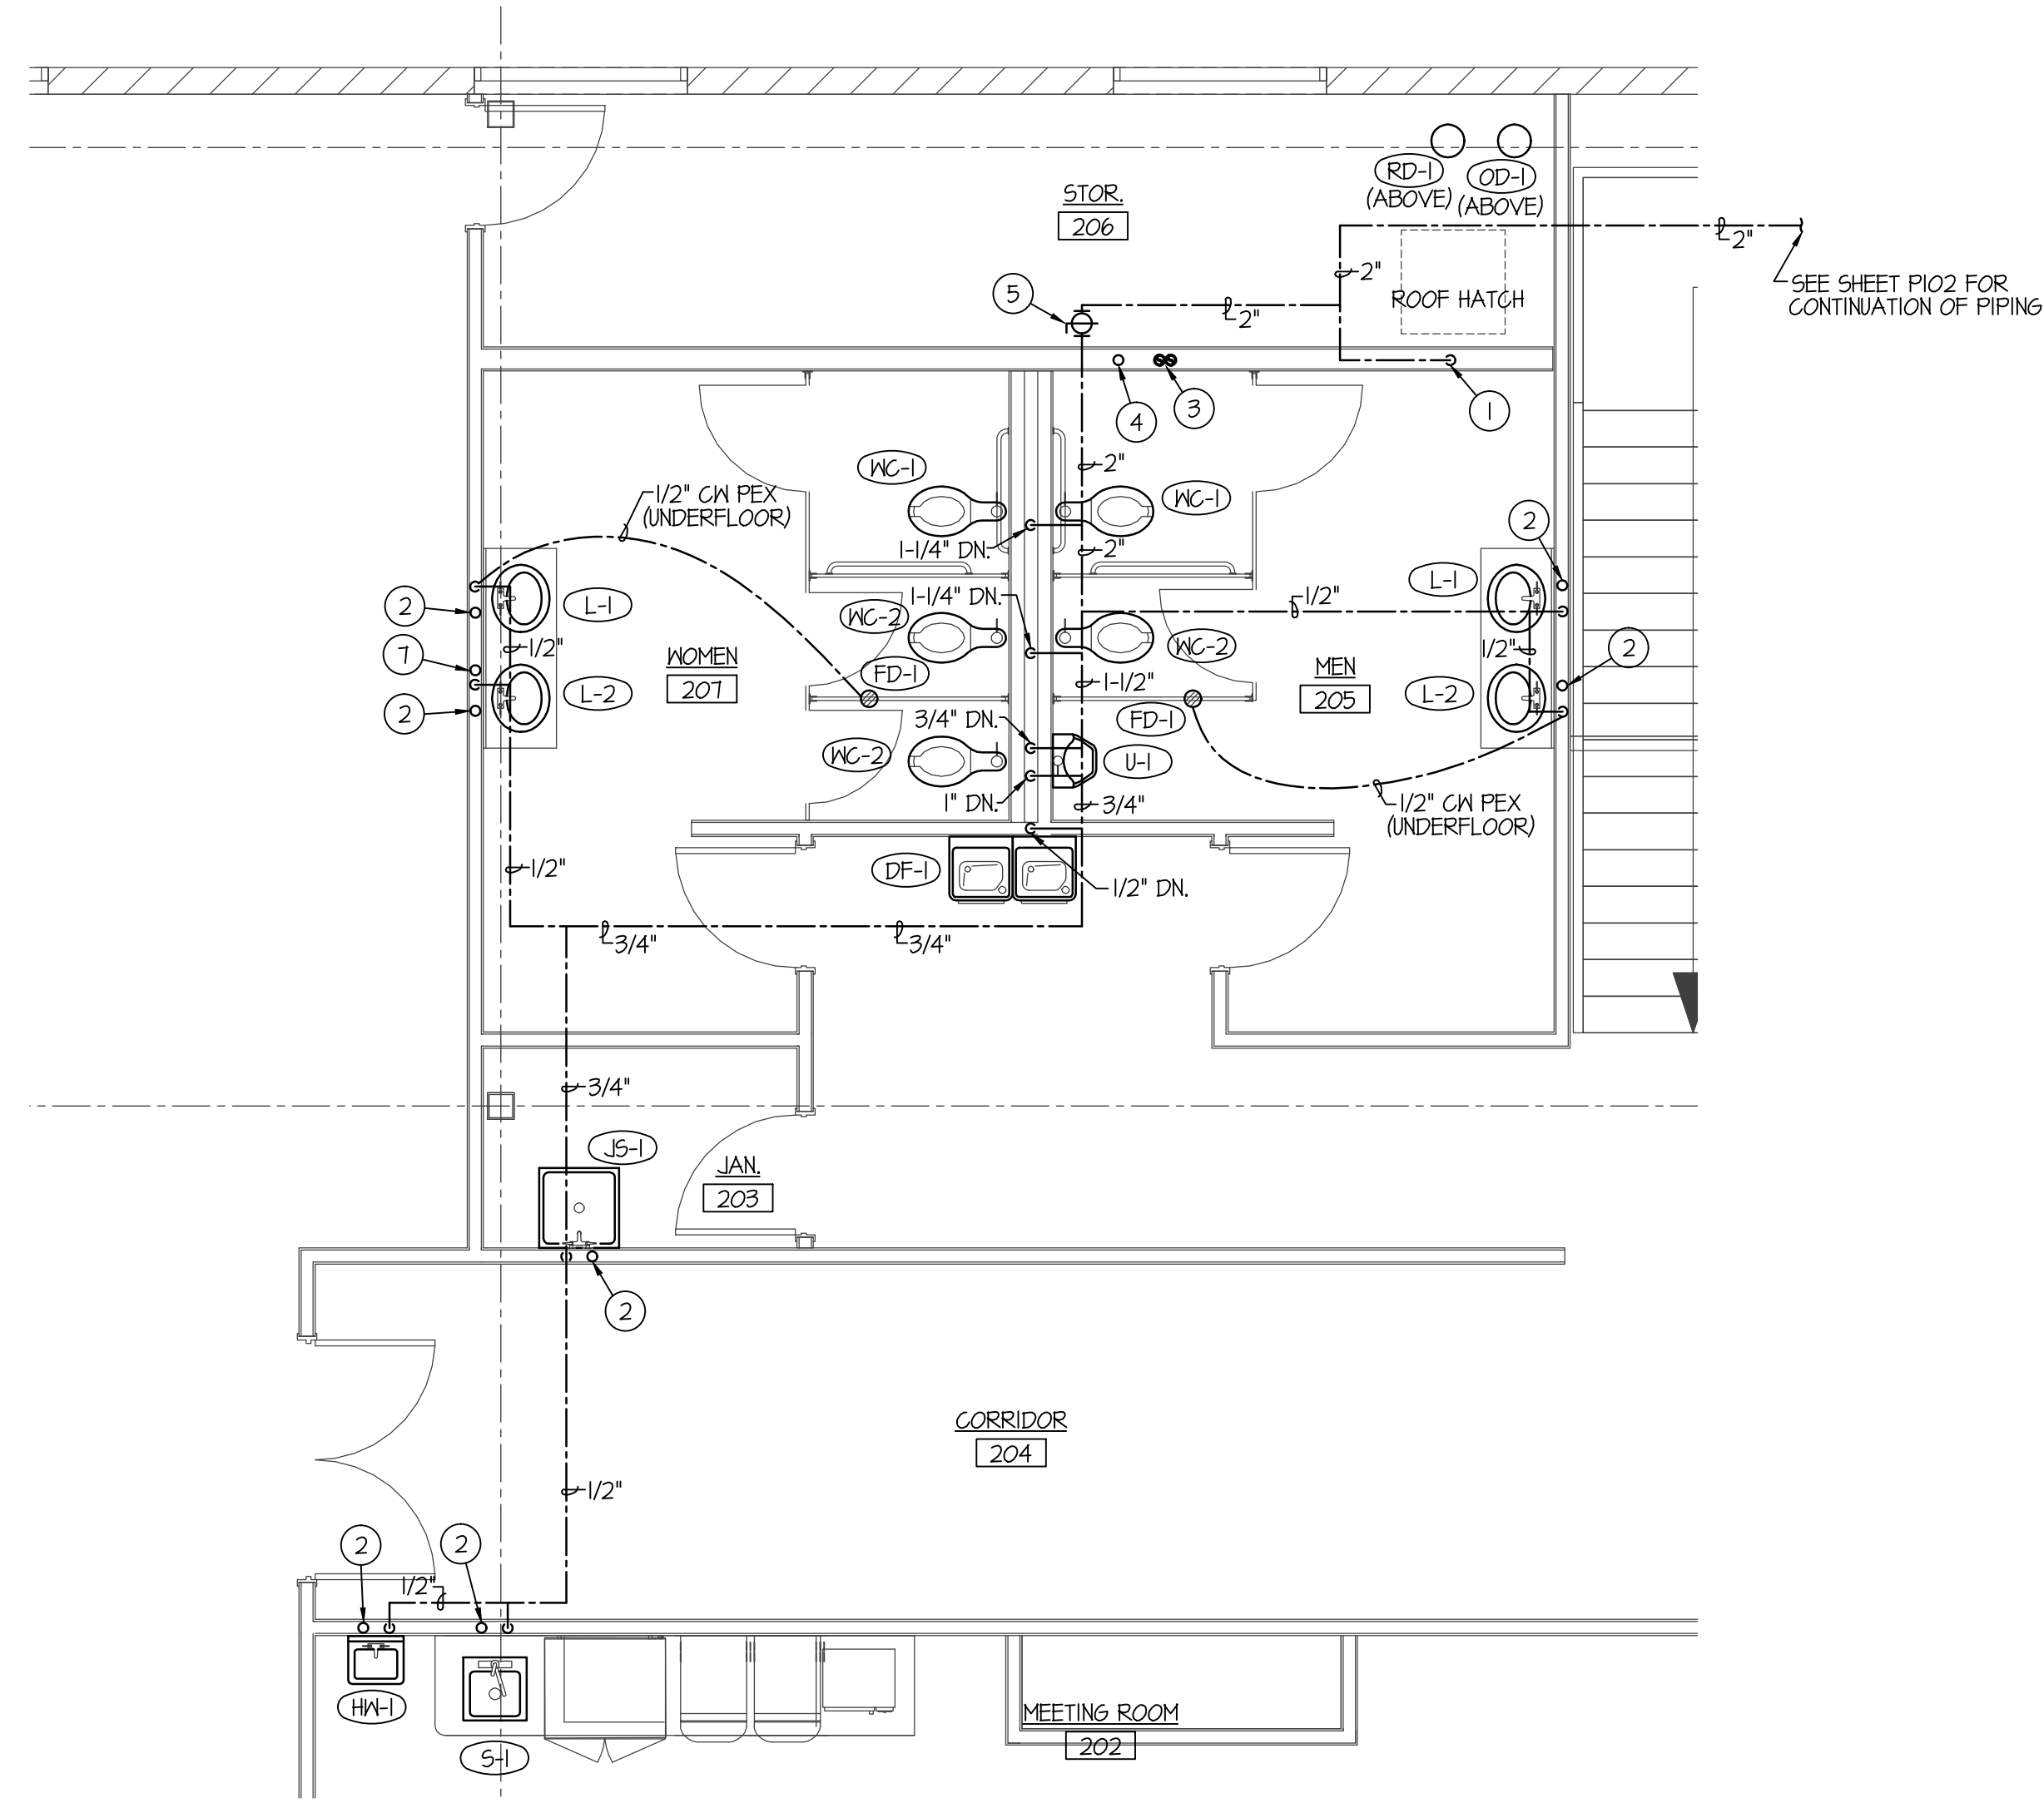 RD-1
(ABOVE)
OD-1
(ABOVE)
STOR.
206
2"
2"
SEE SHEET P102 FOR
CONTINUATION OF PIPING
ROOF HATCH
5
2"
4
3
1
WC-1
2"
WC-1
1/2" CW PEX
(UNDERFLOOR)
2
1-1/4" DN.
2"
L-1
2
L-1
1-1/4" DN.
1/2"
WC-2
WC-2
7
1/2"
WOMEN
207
FD-1
1-1/2"
MEN
205
1/2"
2
L-2
L-2
2
3/4" DN.
FD-1
WC-2
U-1
1" DN.
3/4"
1/2" CW PEX
(UNDERFLOOR)
1/2"
DF-1
1/2" DN.
3/4"
3/4"
3/4"
JS-1
JAN.
203
2
CORRIDOR
204
1/2"
2
2
1/2"
HW-1
S-1
MEETING ROOM
202